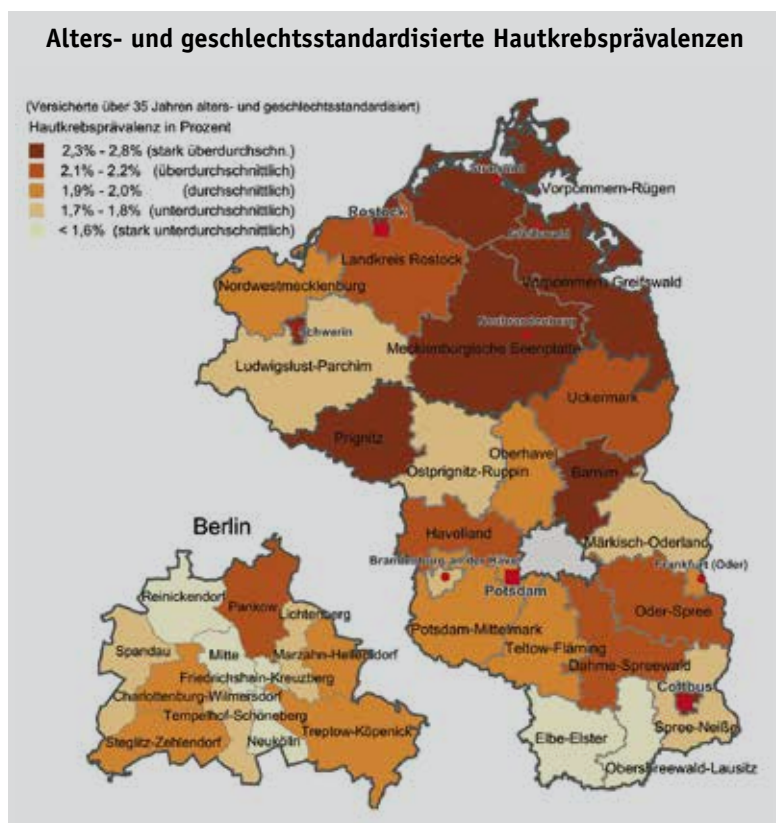 Alters- und geschlechtsstandardisierte Hautkrebsprävalenzen
(Versicherte über 35 Jahren alters- und geschlechtsstandardisiert)
Hautkrebsprävalenz in Prozent
2,3% - 2,8% (stark überdurchschn.)
2,1% - 2,2% (überdurchschnittlich)
1,9% - 2,0% (durchschnittlich)
1,7% - 1,8% (unterdurchschnittlich)
< 1,6% (stark unterdurchschnittlich)
Stralsund
Vorpommern-Rügen
Rostock
Greifswald
Landkreis Rostock
Vorpommern-Greifswald
Nordwestmecklenburg
Neubrandenburg
Schwerin
Mecklenburgische Seenplatte
Ludwigslust-Parchim
Uckermark
Prignitz
Oberhavel
Ostprignitz-Ruppin
Barnim
Havelland
Märkisch-Oderland
Brandenburg an der Havel
Frankfurt (Oder)
Potsdam
Oder-Spree
Potsdam-Mittelmark
Teltow-Fläming
Dahme-Spreewald
Cottbus
Spree-Neiße
Elbe-Elster
Oberspreewald-Lausitz
Berlin
Reinickendorf
Pankow
Lichtenberg
Spandau
Mitte
Marzahn-Hellersdorf
Friedrichshain-Kreuzberg
Charlottenburg-Wilmersdorf
Tempelhof-Schöneberg
Treptow-Köpenick
Steglitz-Zehlendorf
Neukölln